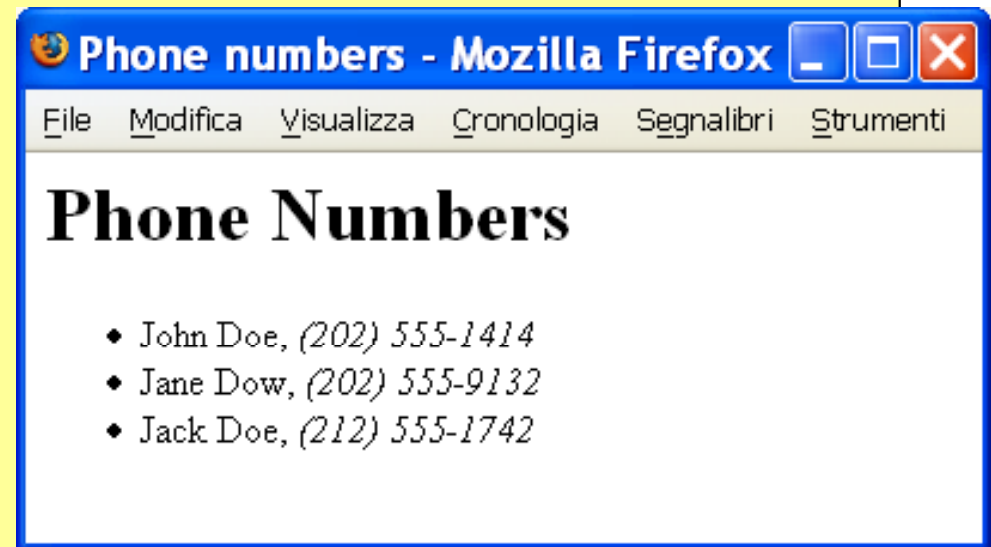 Phone numbers - Mozilla Firefox
File Modifica Visualizza Cronologia Segnalibri Strumenti
Phone Numbers
• John Doe, (202) 555-1414
• Jane Dow, (202) 555-9132
• Jack Doe, (212) 555-1742